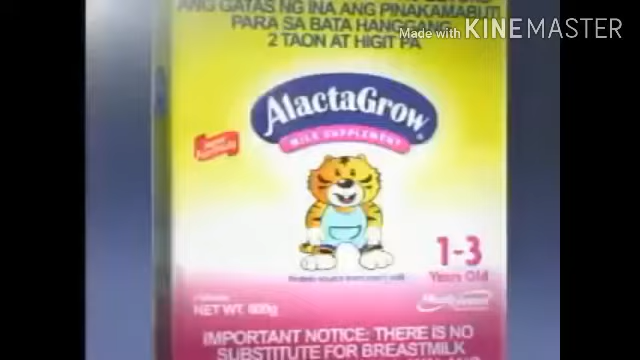 ANG GATAS NG INA ANG PINAKAMABUTI
PARA SA BATA HANGGANG
2 TAON AT HIGIT PA
Made with KINEMASTER
AlactaGrow
MILK SUPPLEMENT
1-3
Years Old
NET WT. 800g
IMPORTANT NOTICE: THERE IS NO
SUBSTITUTE FOR BREASTMILK